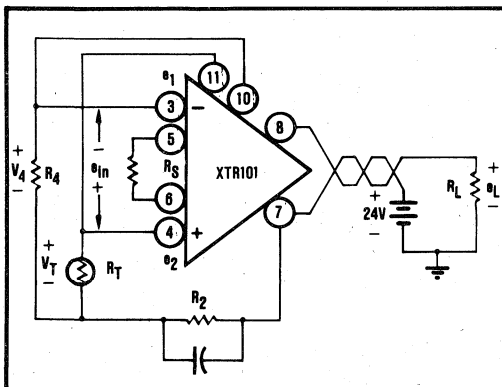 e1
11
10
3
−
8
+
V4
−
R4
−
ein
+
5
RS
6
XTR101
+
24V
−
RL
+
eL
−
7
4
+
+
VT
−
RT
e2
R2